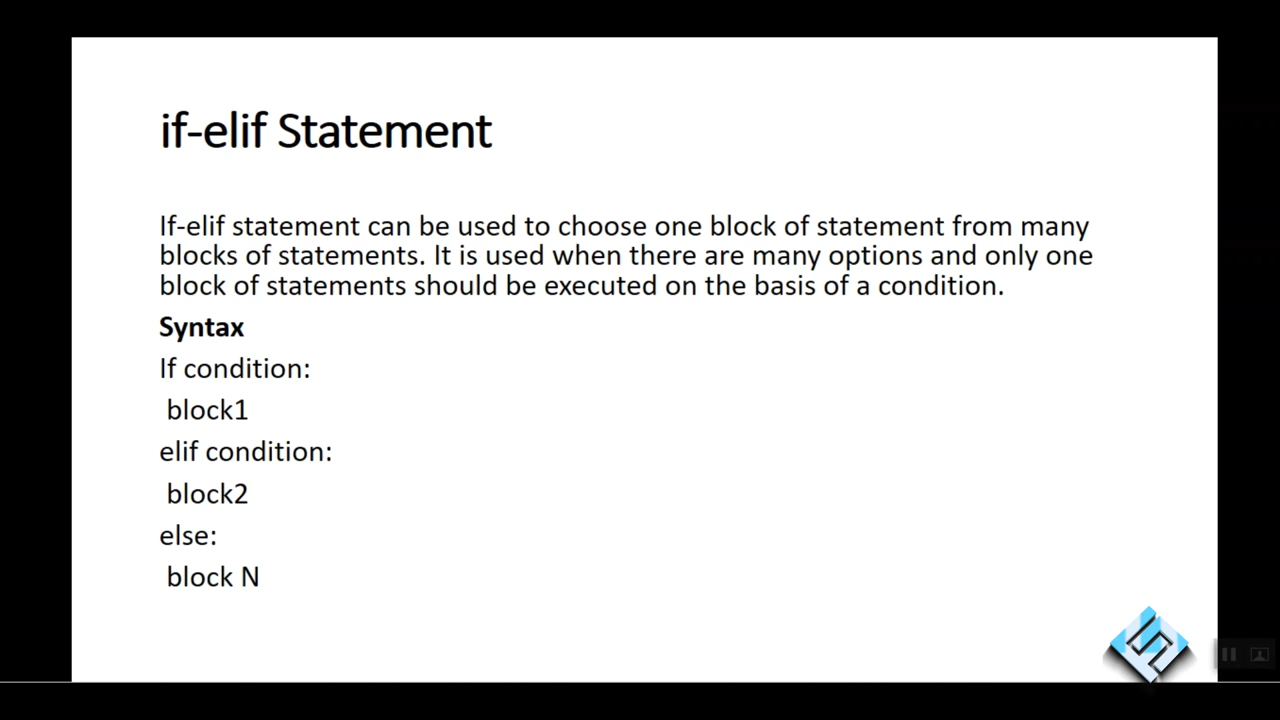 if-elif Statement
If-elif statement can be used to choose one block of statement from many
blocks of statements. It is used when there are many options and only one
block of statements should be executed on the basis of a condition.
Syntax
If condition:
block1
elif condition:
block2
else:
block N